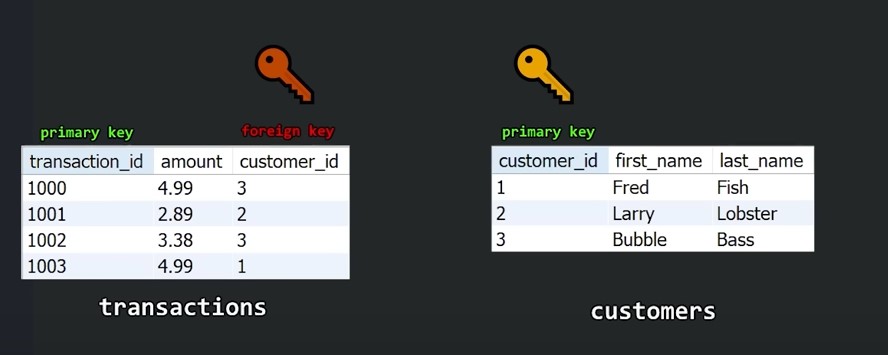 primary key
foreign key
transaction_id amount customer_id
1000 4.99 3
1001 2.89 2
1002 3.38 3
1003 4.99 1
transactions
primary key
customer_id first_name last_name
1 Fred Fish
2 Larry Lobster
3 Bubble Bass
customers